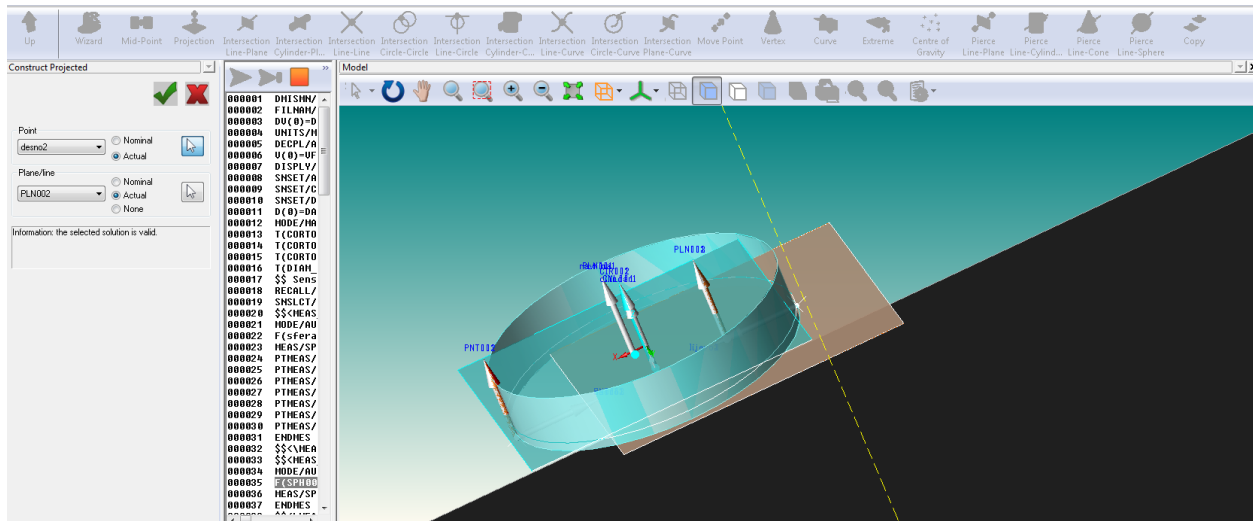 Up
Wizard
Mid-Point
Projection
Intersection Line-Plane
Intersection Cylinder-Pl...
Intersection Line-Line
Intersection Circle-Circle
Intersection Line-Circle
Intersection Cylinder-C...
Intersection Line-Curve
Intersection Circle-Curve
Intersection Plane-Curve
Move Point
Vertex
Curve
Extreme
Centre of Gravity
Pierce Line-Plane
Pierce Line-Cylind...
Pierce Line-Cone
Pierce Line-Sphere
Copy
Construct Projected
Point
desno2
Nominal
Actual
Plane/line
PLN002
Nominal
Actual
None
Information: the selected solution is valid.
000001 DMISMN/
000002 FILNAM/
000003 DV(0)=D
000004 UNITS/M
000005 DECPL/A
000006 V(0)=VF
000007 DISPLY/
000008 SNSET/A
000009 SNSET/C
000010 SNSET/D
000011 D(0)=DA
000012 MODE/MA
000013 T(CORTO
000014 T(CORTO
000015 T(CORTO
000016 T(DIAM_
000017 $$ Sens
000018 RECALL/
000019 SNSLCT/
000020 $$<MEAS
000021 MODE/AU
000022 F(sfera
000023 MEAS/SP
000024 PTMEAS/
000025 PTMEAS/
000026 PTMEAS/
000027 PTMEAS/
000028 PTMEAS/
000029 PTMEAS/
000030 PTMEAS/
000031 ENDMES
000032 $$<\MEA
000033 $$<MEAS
000034 MODE/AU
000035 F(SPH00
000036 MEAS/SP
000037 ENDMES
Model
CIR002
PNT002
X